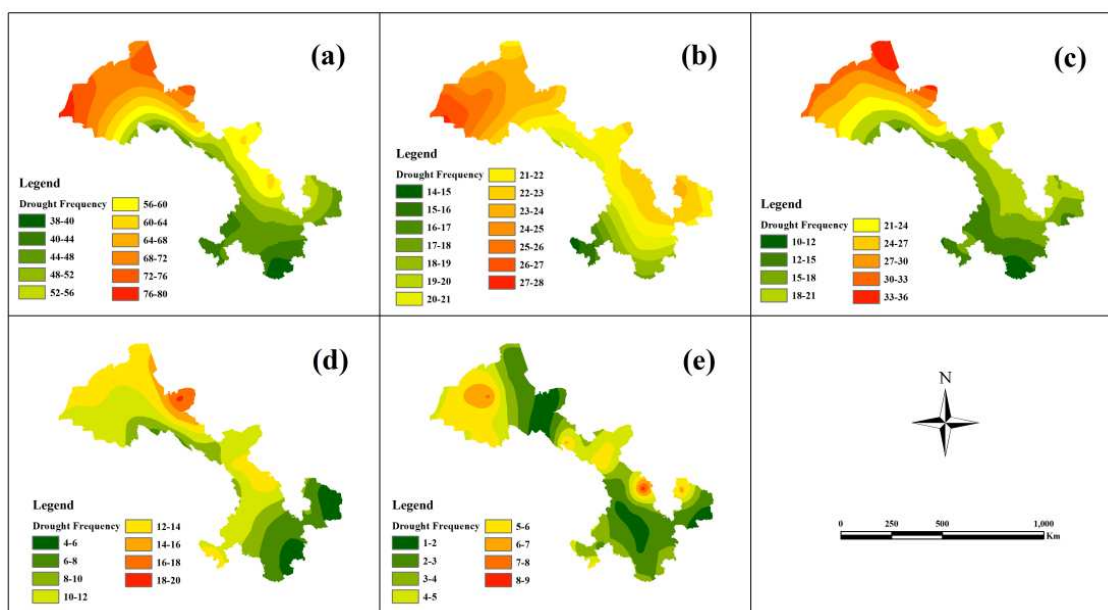 (a)
Legend
Drought Frequency
38-40
40-44
44-48
48-52
52-56
56-60
60-64
64-68
68-72
72-76
76-80
(b)
Legend
Drought Frequency
14-15
15-16
16-17
17-18
18-19
19-20
20-21
21-22
22-23
23-24
24-25
25-26
26-27
27-28
(c)
Legend
Drought Frequency
10-12
12-15
15-18
18-21
21-24
24-27
27-30
30-33
33-36
(d)
Legend
Drought Frequency
4-6
6-8
8-10
10-12
12-14
14-16
16-18
18-20
(e)
Legend
Drought Frequency
1-2
2-3
3-4
4-5
5-6
6-7
7-8
8-9
N
0 250 500 1,000
Km